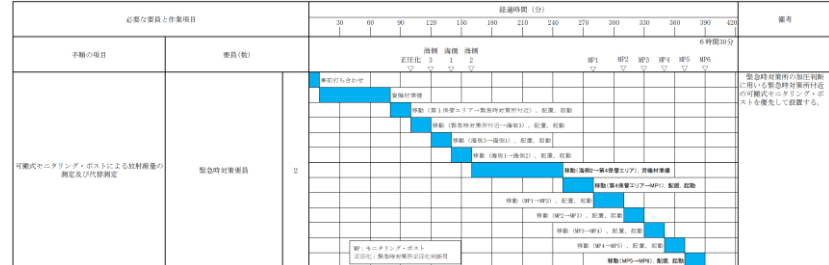 必要な要員と作業項目
経過時間（分）
備考
30 60 90 120 150 180 210 240 270 300 330 360 390 420
手順の項目
要員(数)
6時間30分
海側 海側 海側
正圧化 3 1 2 MP1 MP2 MP3 MP4 MP5 MP6
▽ ▽ ▽ ▽ ▽ ▽ ▽ ▽ ▽ ▽
可搬式モニタリング・ポストによる放射線量の
測定及び代替測定
緊急時対策要員
2
事前打ち合わせ
資機材準備
移動（第1保管エリア→緊急時対策所付近），配置，起動
移動（緊急時対策所付近→海側3），配置，起動
移動（海側3→海側1），配置，起動
移動（海側1→海側2），配置，起動
移動(海側2→第4保管エリア)，資機材準備
移動(第4保管エリア→MP1)，配置，起動
移動（MP1→MP2），配置，起動
移動（MP2→MP3），配置，起動
移動（MP3→MP4），配置，起動
移動（MP4→MP5），配置，起動
移動(MP5→MP6)，配置，起動
MP：モニタリング・ポスト
正圧化：緊急時対策所正圧化判断用
緊急時対策所の加圧判断
に用いる緊急時対策所付近
の可搬式モニタリング・ポ
ストを優先して設置する。